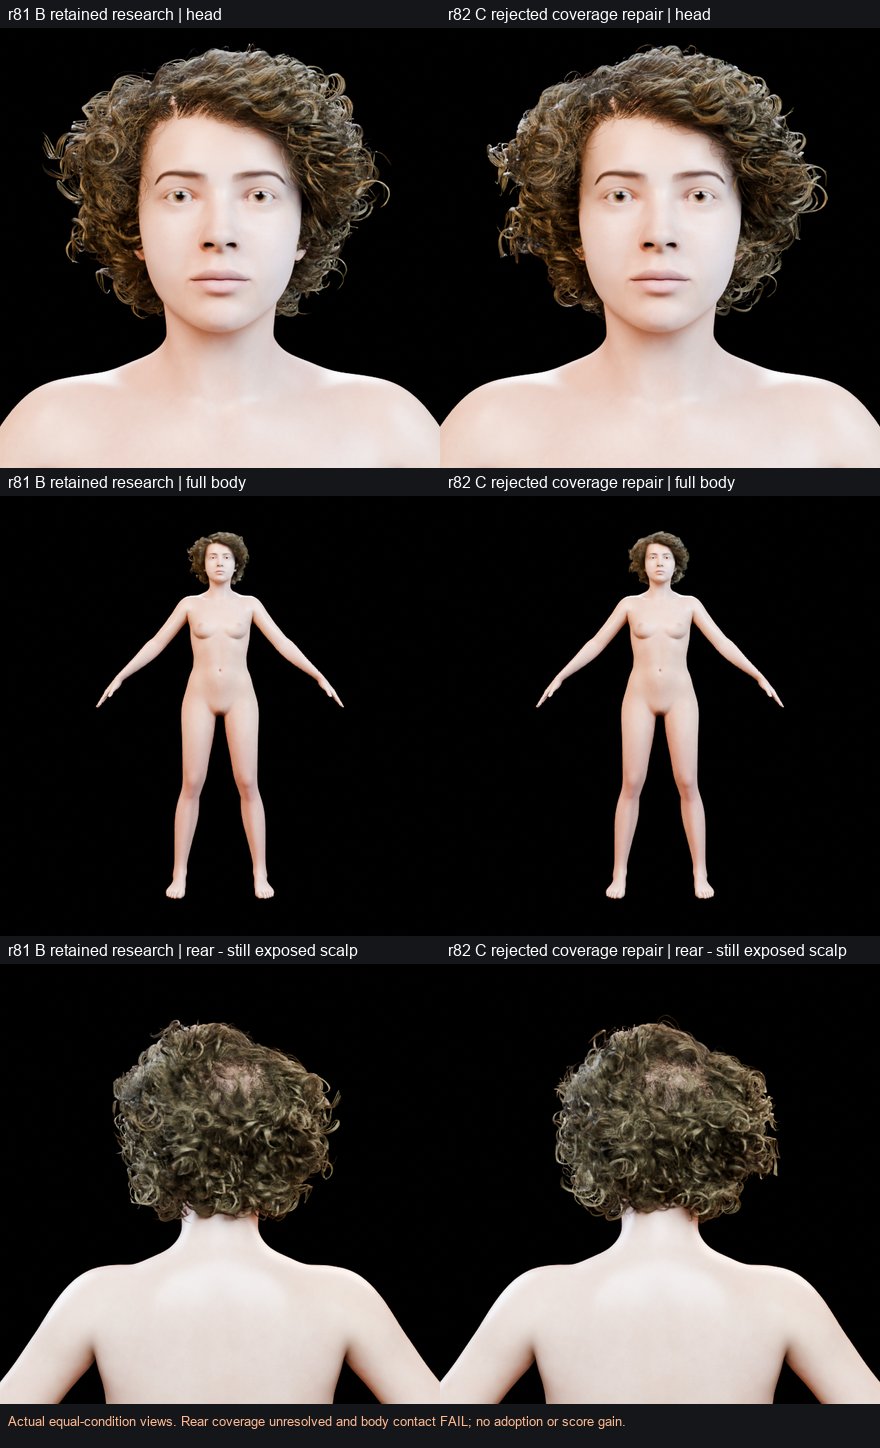 r81 B retained research | head
r82 C rejected coverage repair | head
r81 B retained research | full body
r82 C rejected coverage repair | full body
r81 B retained research | rear - still exposed scalp
r82 C rejected coverage repair | rear - still exposed scalp
Actual equal-condition views. Rear coverage unresolved and body contact FAIL; no adoption or score gain.